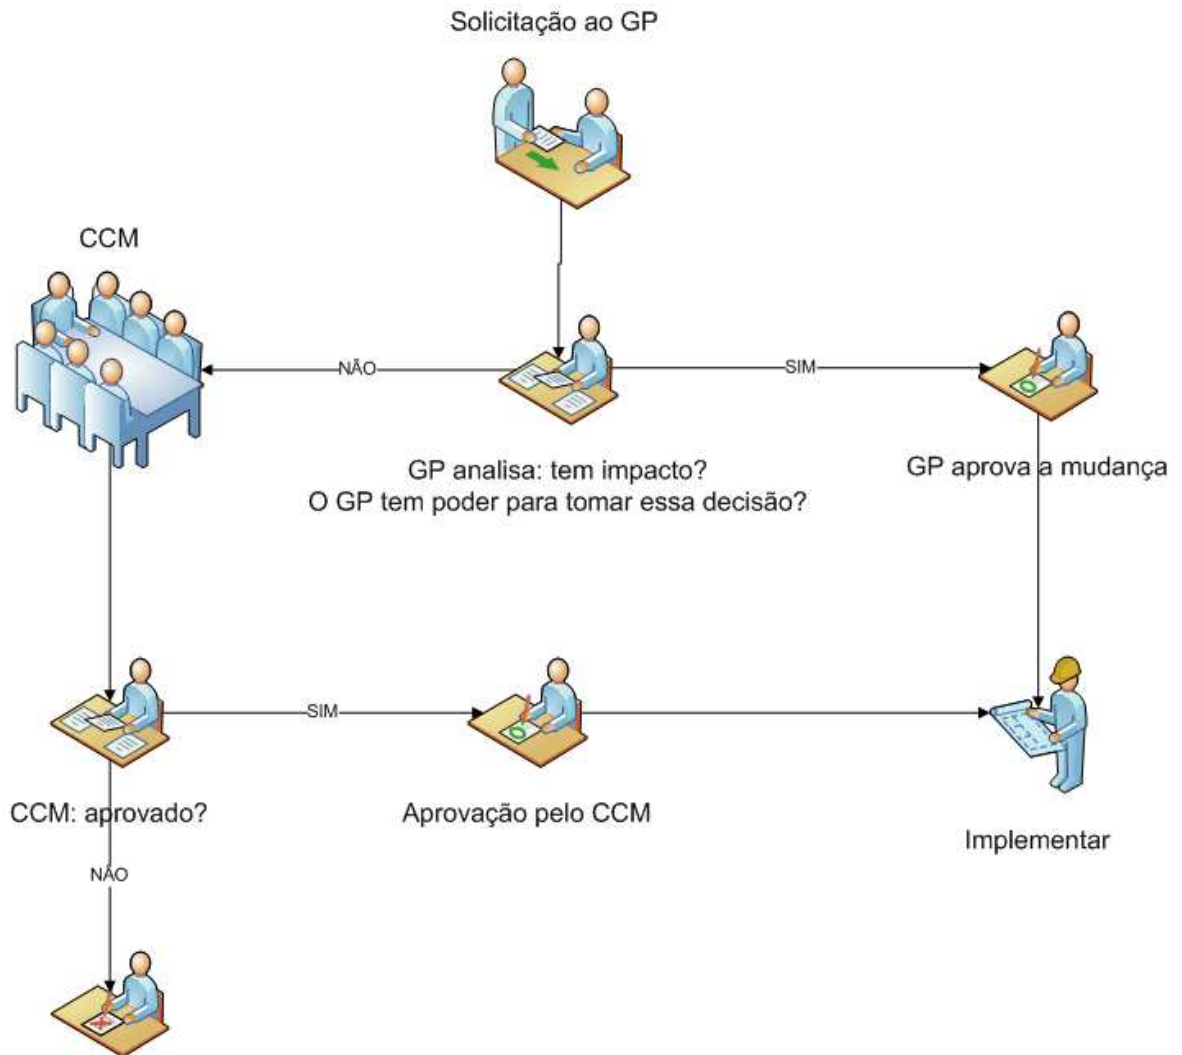 Solicitação ao GP
CCM
NÃO
SIM
GP analisa: tem impacto?
O GP tem poder para tomar essa decisão?
GP aprova a mudança
SIM
CCM: aprovado?
Aprovação pelo CCM
Implementar
NÃO